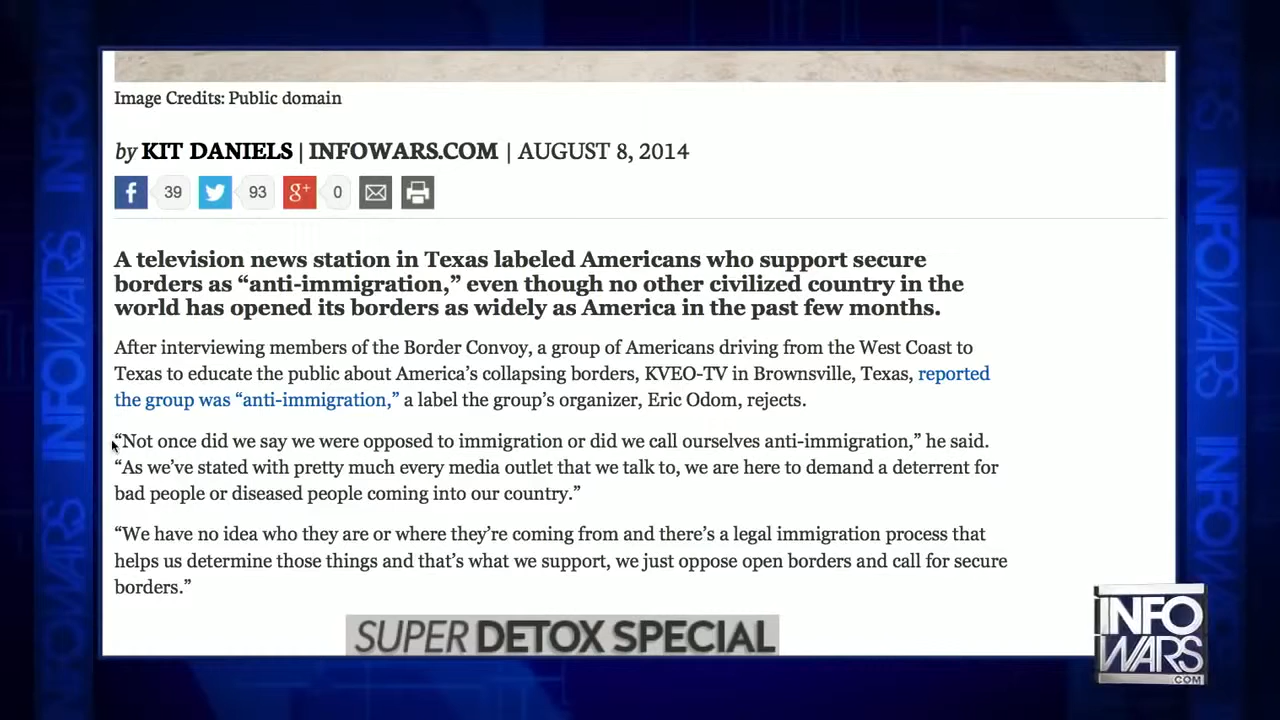 Image Credits: Public domain
by KIT DANIELS | INFOWARS.COM | AUGUST 8, 2014
39 93 g+ 0
A television news station in Texas labeled Americans who support secure
borders as “anti-immigration,” even though no other civilized country in the
world has opened its borders as widely as America in the past few months.
After interviewing members of the Border Convoy, a group of Americans driving from the West Coast to
Texas to educate the public about America’s collapsing borders, KVEO-TV in Brownsville, Texas, reported
the group was “anti-immigration,” a label the group’s organizer, Eric Odom, rejects.
“Not once did we say we were opposed to immigration or did we call ourselves anti-immigration,” he said.
“As we’ve stated with pretty much every media outlet that we talk to, we are here to demand a deterrent for
bad people or diseased people coming into our country.”
“We have no idea who they are or where they’re coming from and there’s a legal immigration process that
helps us determine those things and that’s what we support, we just oppose open borders and call for secure
borders.”
SUPER DETOX SPECIAL
INFO
WARS
.COM
INFOWARS
INFOWARS